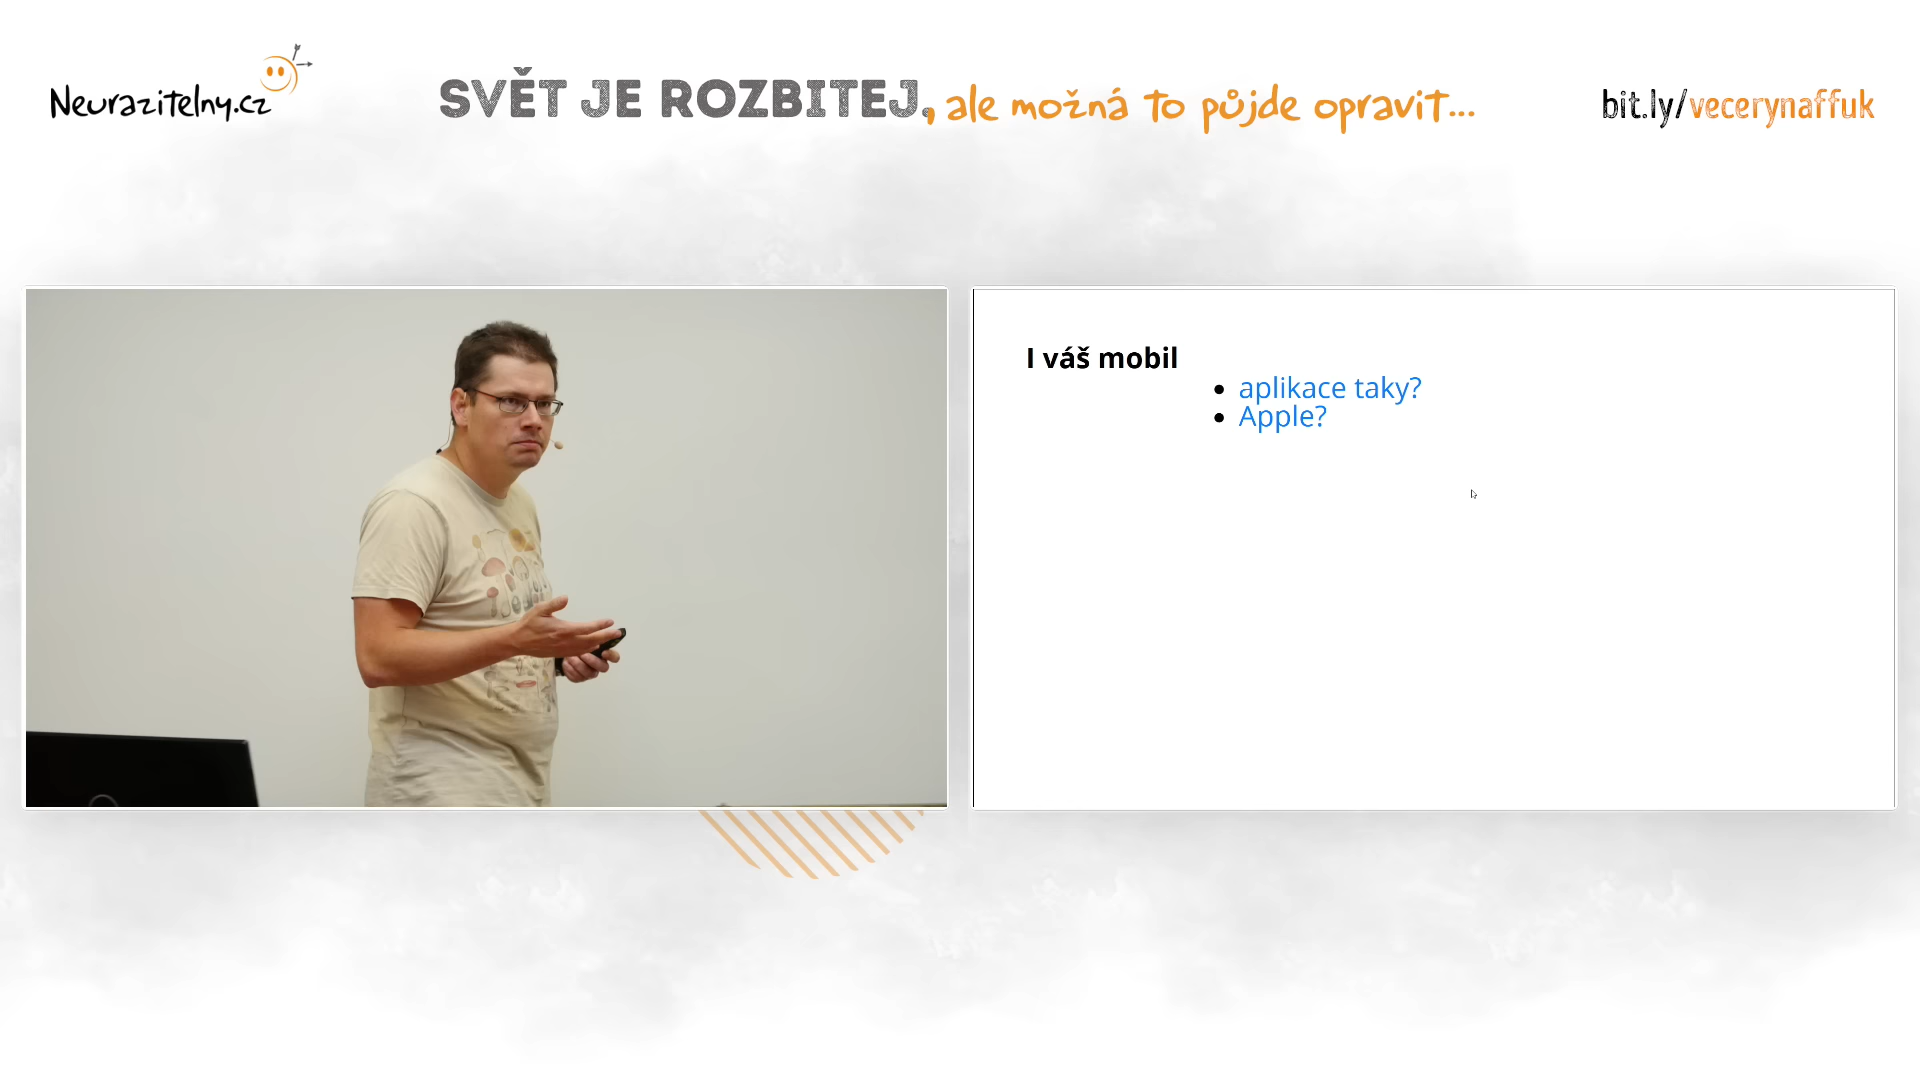 Neurazitelny.cz
SVĚT JE ROZBITEJ, ale možná to půjde opravit...
bit.ly/vecerynaffuk
I váš mobil
aplikace taky?
Apple?